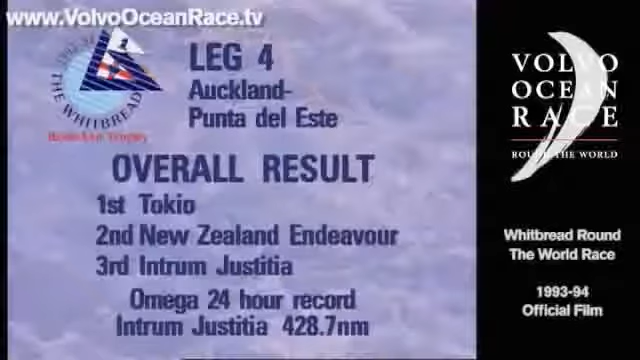 www.VolvoOceanRace.tv
THE WHITBREAD
Heineken Trophy
LEG 4
Auckland-
Punta del Este
OVERALL RESULT
1st Tokio
2nd New Zealand Endeavour
3rd Intrum Justitia
Omega 24 hour record
Intrum Justitia 428.7nm
VOLVO
OCEAN
RACE
ROUND THE WORLD
Whitbread Round
The World Race
1993-94
Official Film